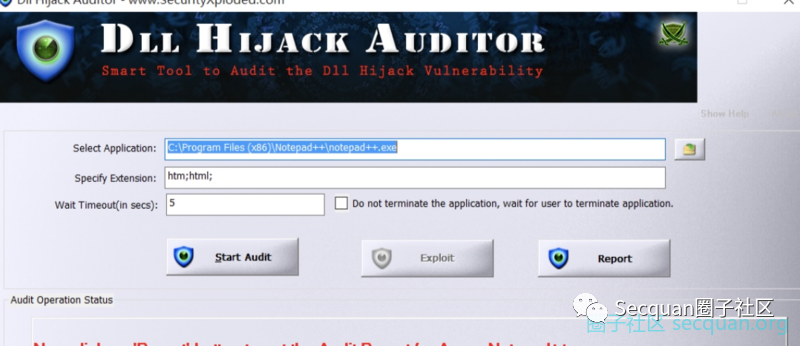 Dll Hijack Auditor - www.SecurityXploded.com
DLL HIJACK AUDITOR
Smart Tool to Audit the Dll Hijack Vulnerability
Show Help
Select Application:
C:\Program Files (x86)\Notepad++\notepad++.exe
Specify Extension:
htm;html;
Wait Timeout(in secs):
5
Do not terminate the application, wait for user to terminate application.
Start Audit
Exploit
Report
Audit Operation Status
Secquan圈子社区
圈子社区 secquan.org